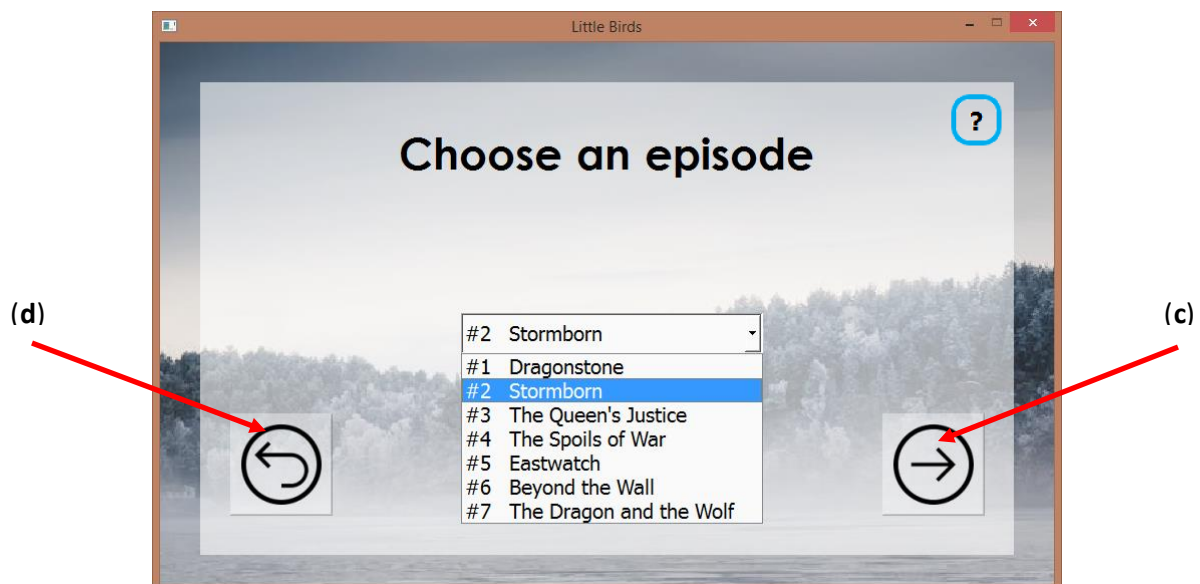 Little Birds
?
Choose an episode
(d)
(c)
#2 Stormborn
#1 Dragonstone
#2 Stormborn
#3 The Queen's Justice
#4 The Spoils of War
#5 Eastwatch
#6 Beyond the Wall
#7 The Dragon and the Wolf